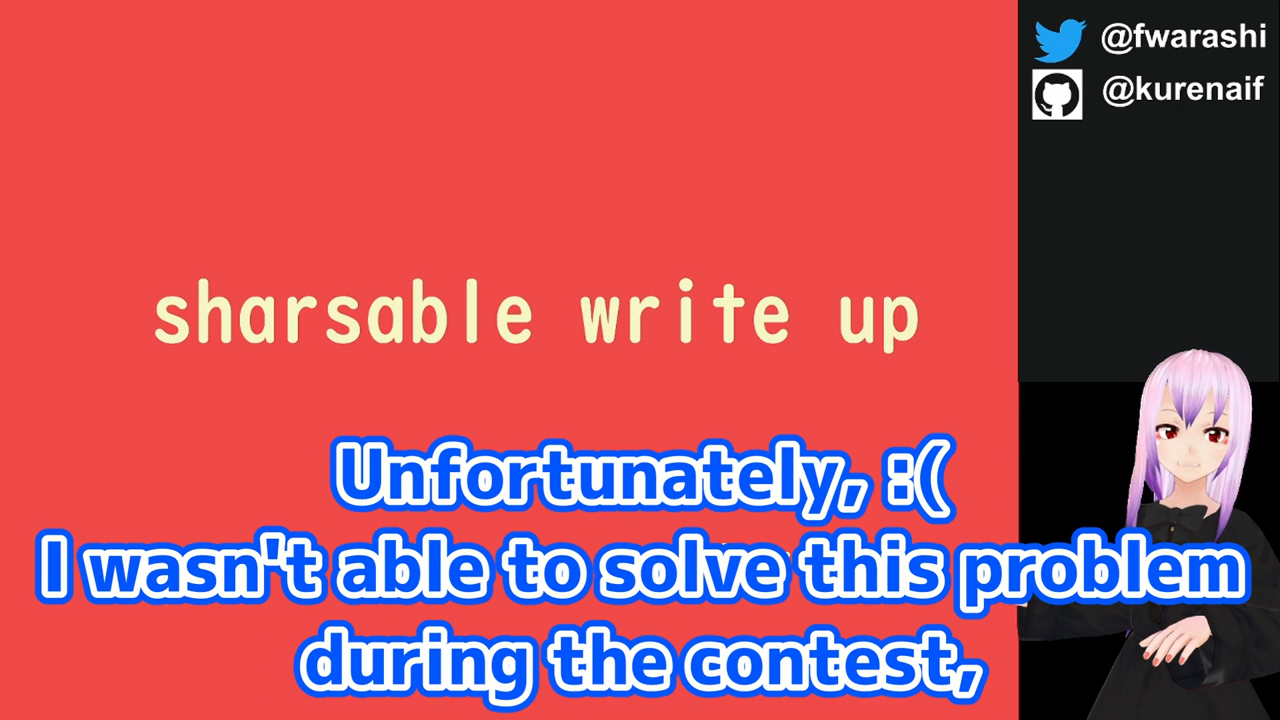 @fwarashi
@kurenaif
sharsable write up
Unfortunately, :(
I wasn't able to solve this problem
during the contest,